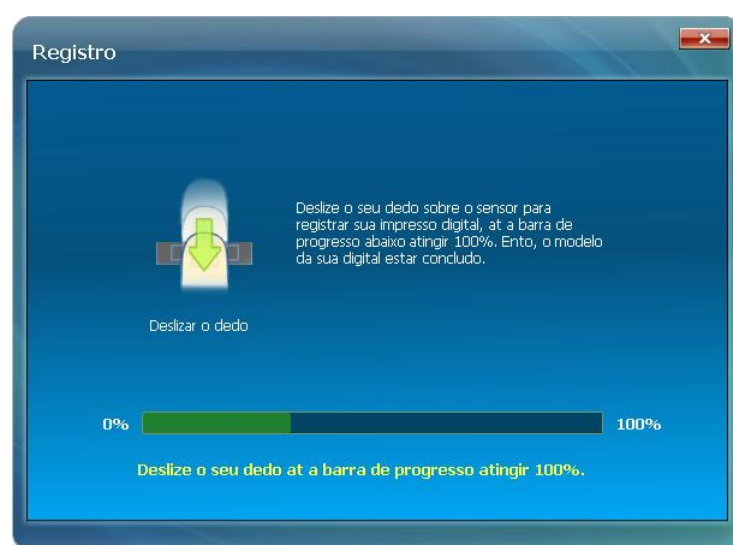 Registro
Deslize o seu dedo sobre o sensor para
registrar sua impresso digital, at a barra de
progresso abaixo atingir 100%. Ento, o modelo
da sua digital estar concludo.
Deslizar o dedo
0%
100%
Deslize o seu dedo at a barra de progresso atingir 100%.